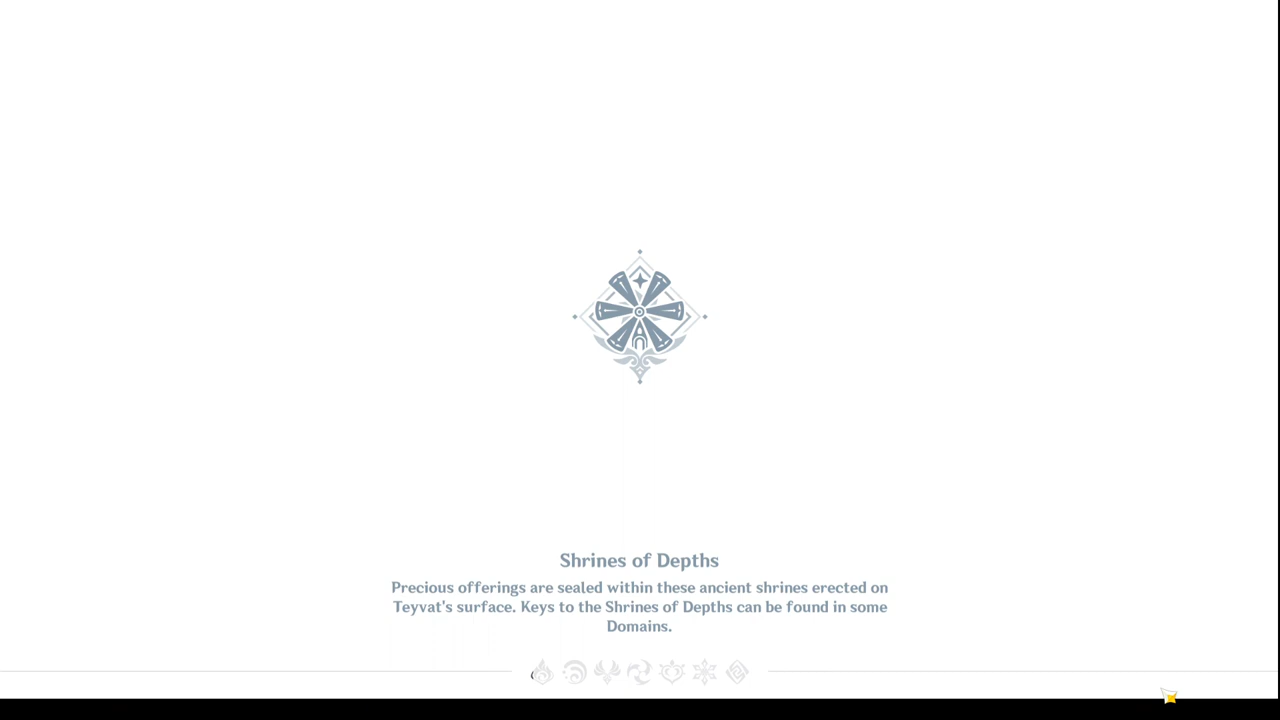 Shrines of Depths
Precious offerings are sealed within these ancient shrines erected on
Teyvat's surface. Keys to the Shrines of Depths can be found in some
Domains.